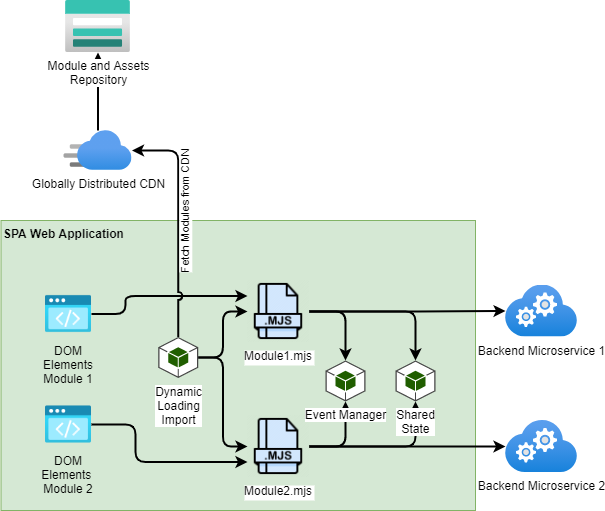 Module and Assets
Repository
Globally Distributed CDN
Fetch Modules from CDN
SPA Web Application
.MJS
DOM
Elements
Module 1
Module1.mjs
Backend Microservice 1
Dynamic
Loading
Import
Event Manager
Shared
State
.MJS
DOM
Elements
Module 2
Module2.mjs
Backend Microservice 2